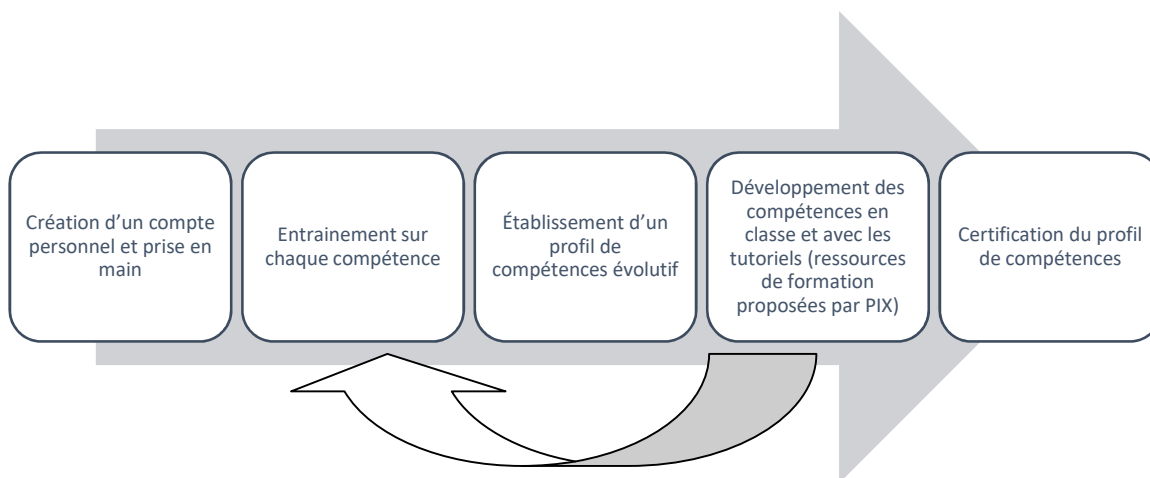 Création d’un compte
personnel et prise en
main
Entrainement sur
chaque compétence
Établissement d’un
profil de
compétences évolutif
Développement des
compétences en
classe et avec les
tutoriels (ressources
de formation
proposées par PIX)
Certification du profil
de compétences